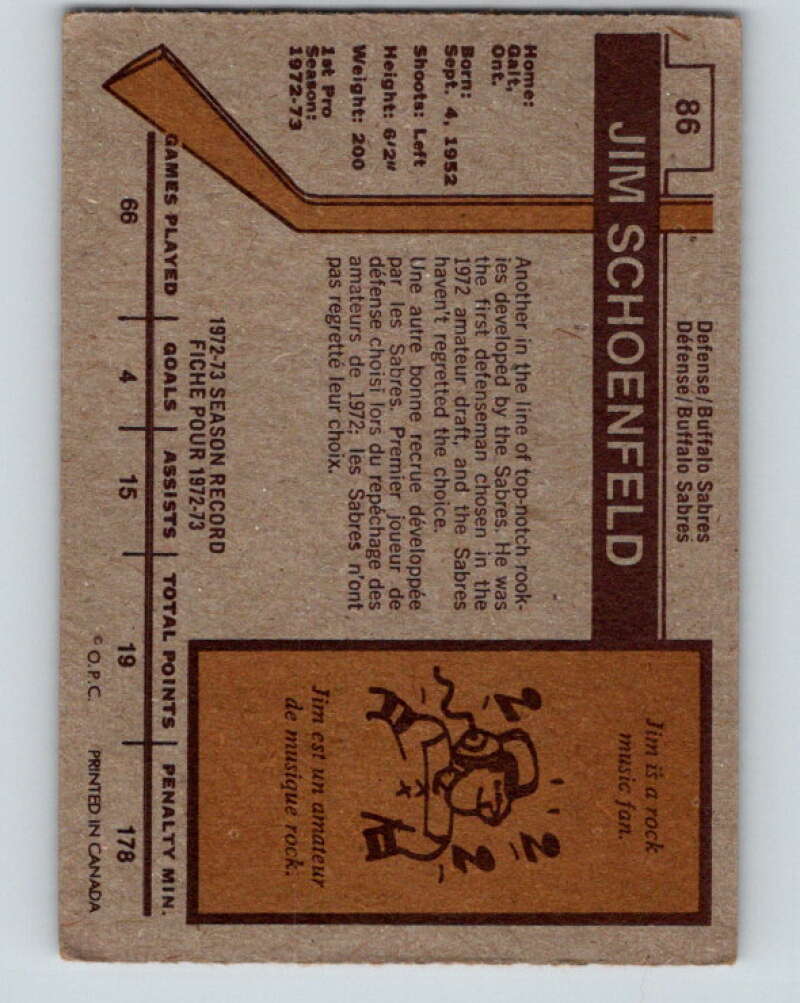 86
Defense/Buffalo Sabres
Défense/Buffalo Sabres
JIM SCHOENFELD
Home:
Galt,
Ont.
Born:
Sept. 4, 1952
Shoots: Left
Height: 6'2"
Weight: 200
1st Pro
Season:
1972-73
Another in the line of top-notch rook-
ies developed by the Sabres. He was
the first defenseman chosen in the
1972 amateur draft, and the Sabres
haven't regretted the choice.
Une autre bonne recrue développée
par les Sabres. Premier joueur de
défense choisi lors du repêchage des
amateurs de 1972; les Sabres n'ont
pas regretté leur choix.
Jim is a rock
music fan.
Jim est un amateur
de musique rock.
1972-73 SEASON RECORD
FICHE POUR 1972-73
GAMES PLAYED GOALS ASSISTS TOTAL POINTS PENALTY MIN.
66 4 15 19 178
© O.P.C. PRINTED IN CANADA